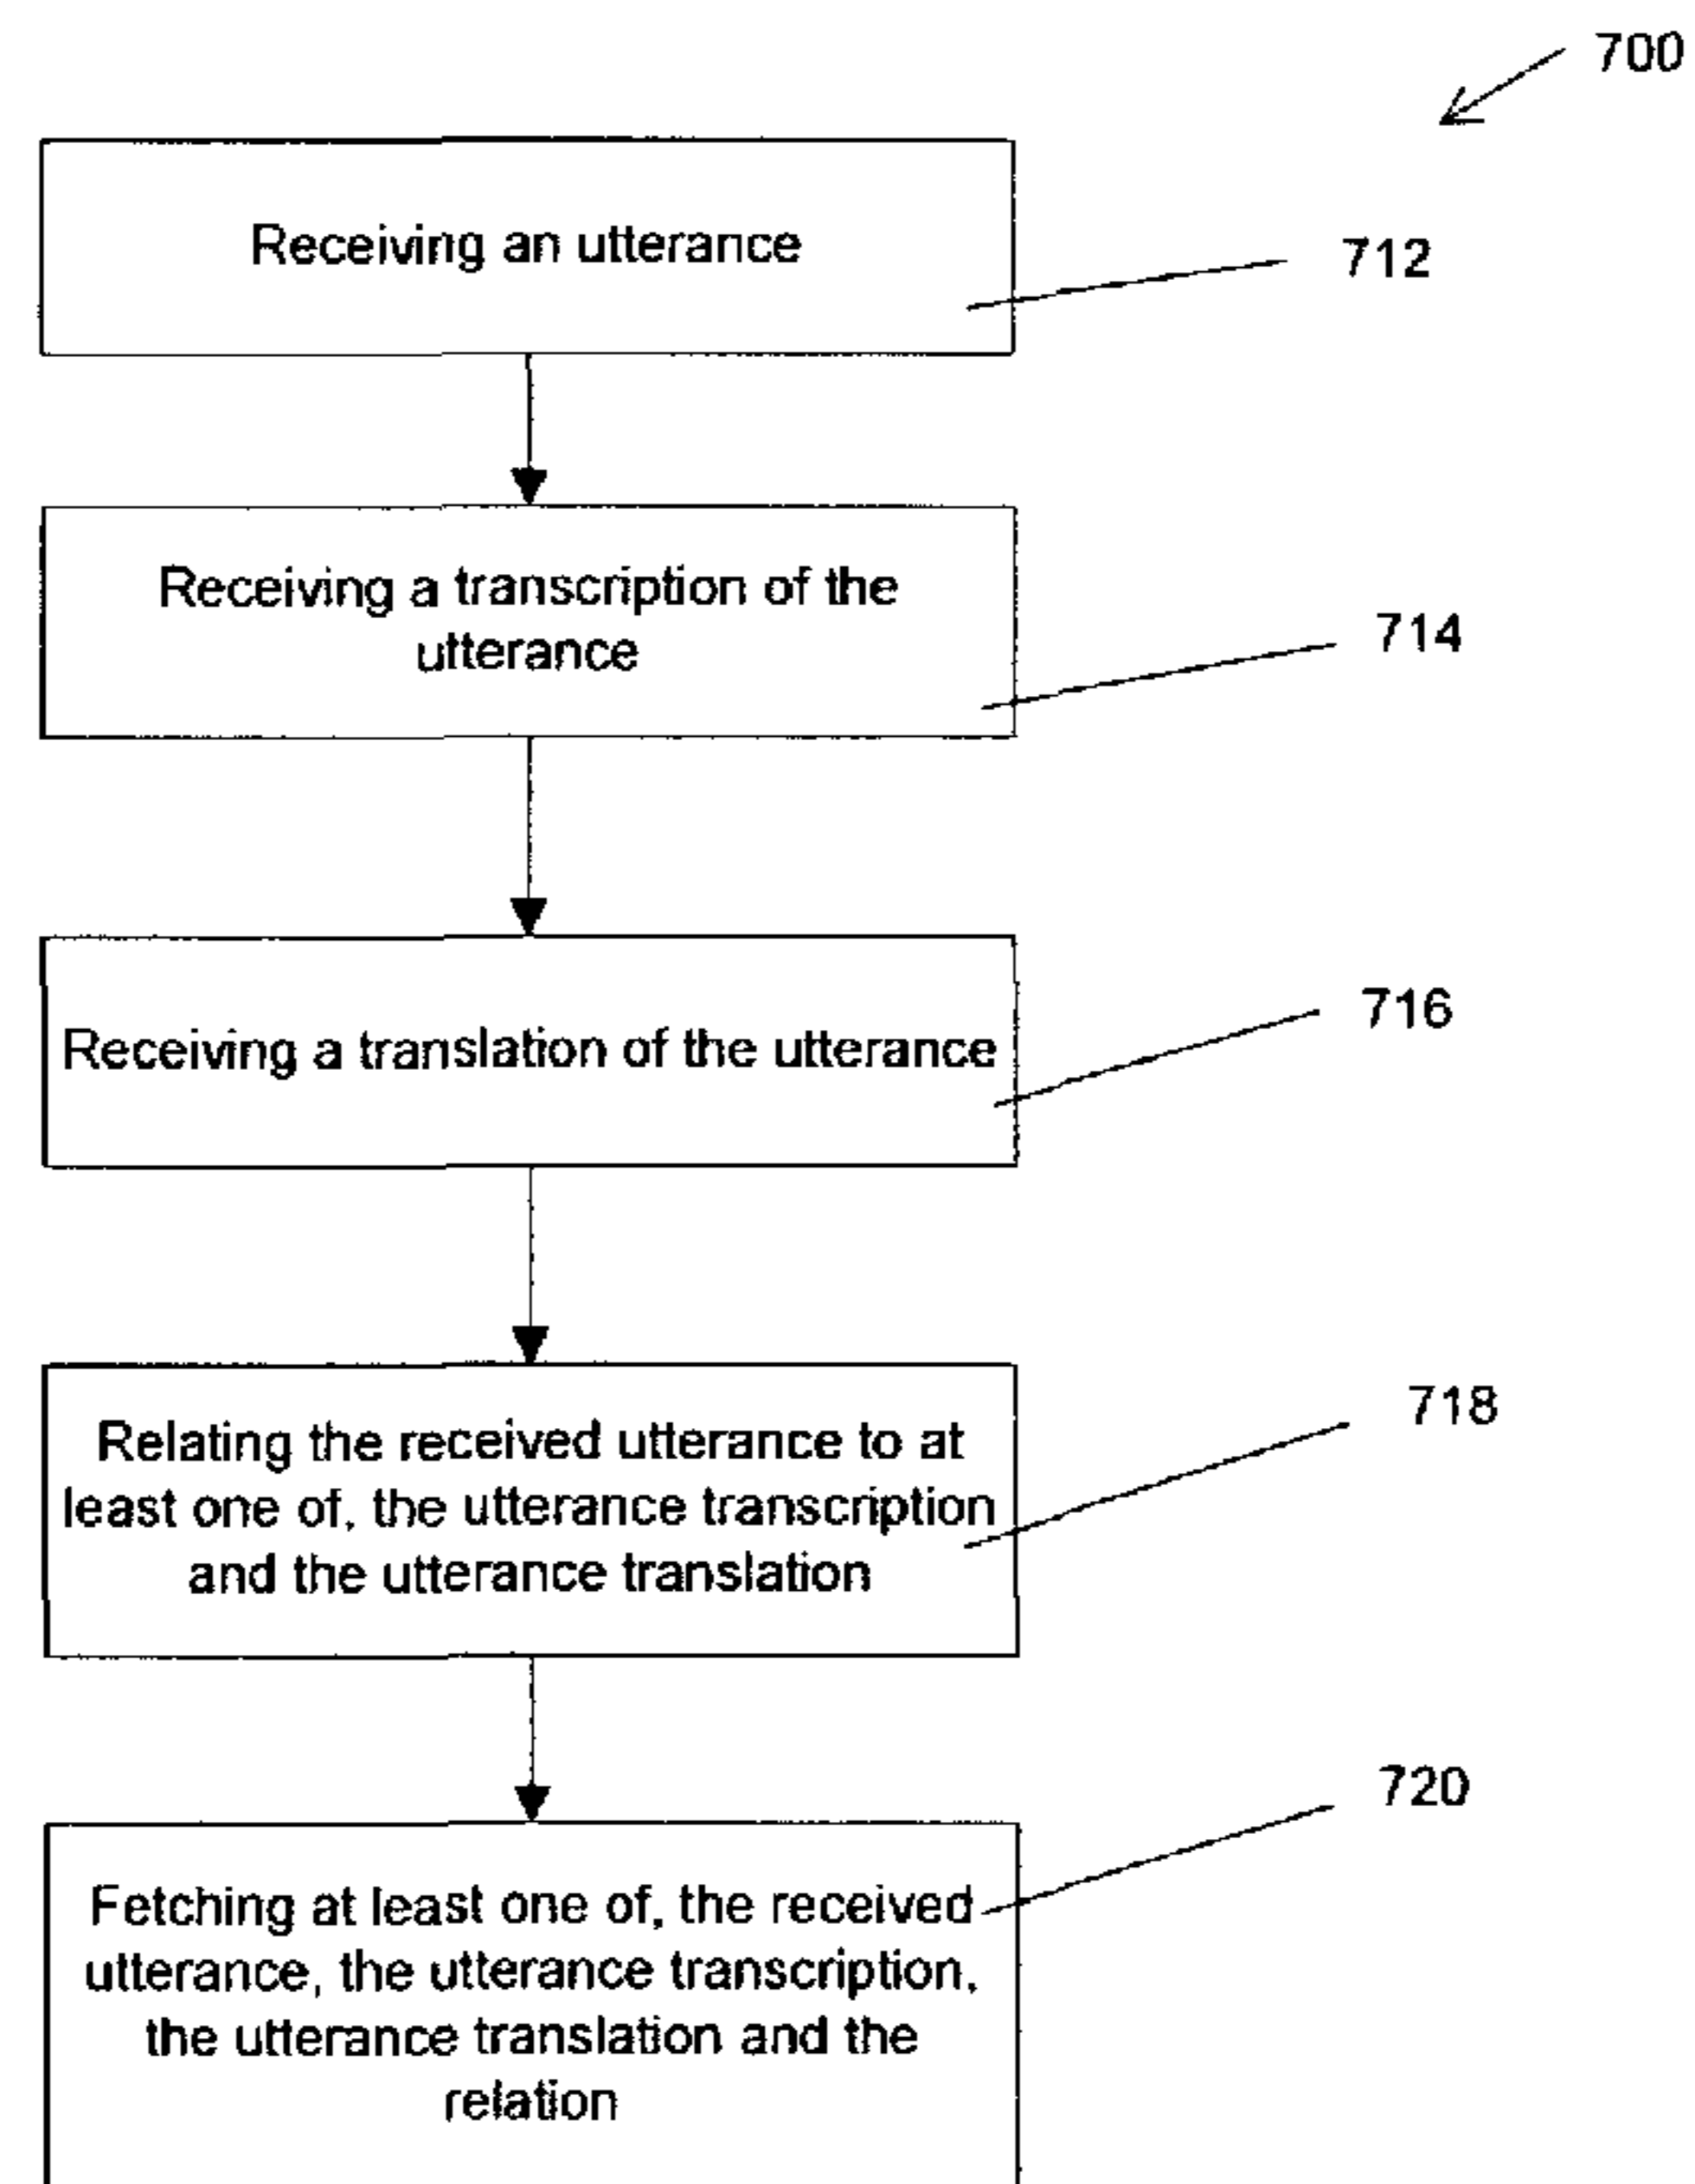 700
Receiving an utterance
712
Receiving a transcription of the
utterance
714
Receiving a translation of the utterance
716
Relating the received utterance to at
least one of, the utterance transcription
and the utterance translation
718
Fetching at least one of, the received
utterance, the utterance transcription,
the utterance translation and the
relation
720